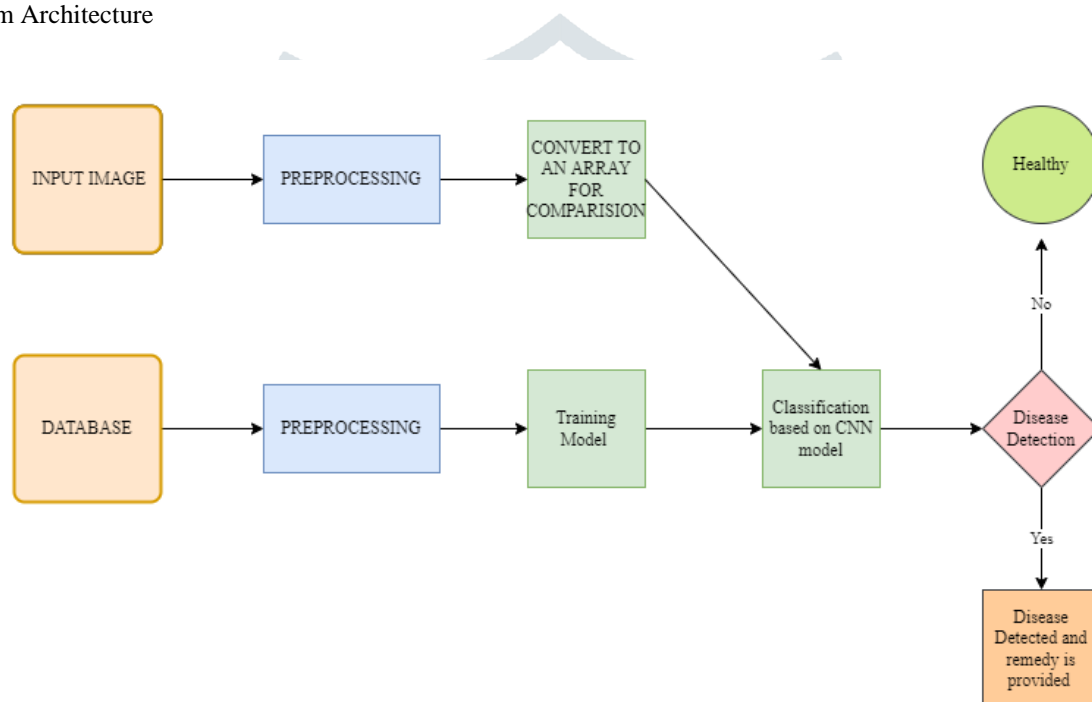 m Architecture
INPUT IMAGE
PREPROCESSING
CONVERT TO
AN ARRAY
FOR
COMPARISION
Healthy
No
DATABASE
PREPROCESSING
Training
Model
Classification
based on CNN
model
Disease
Detection
Yes
Disease
Detected and
remedy is
provided